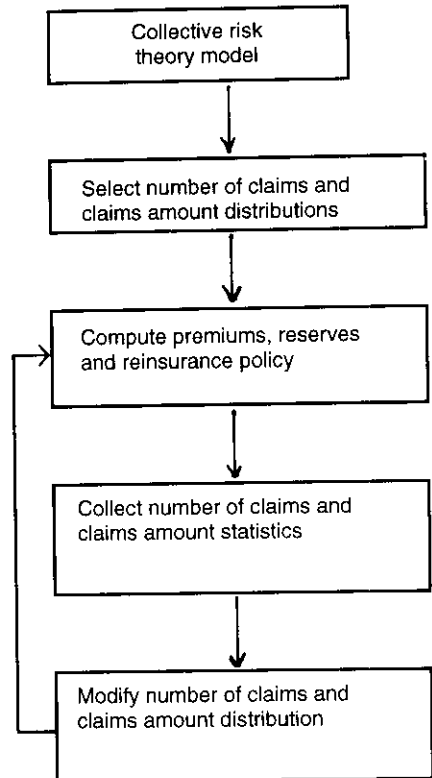 Collective risk
theory model
Select number of claims and
claims amount distributions
Compute premiums, reserves
and reinsurance policy
Collect number of claims and
claims amount statistics
Modify number of claims and
claims amount distribution